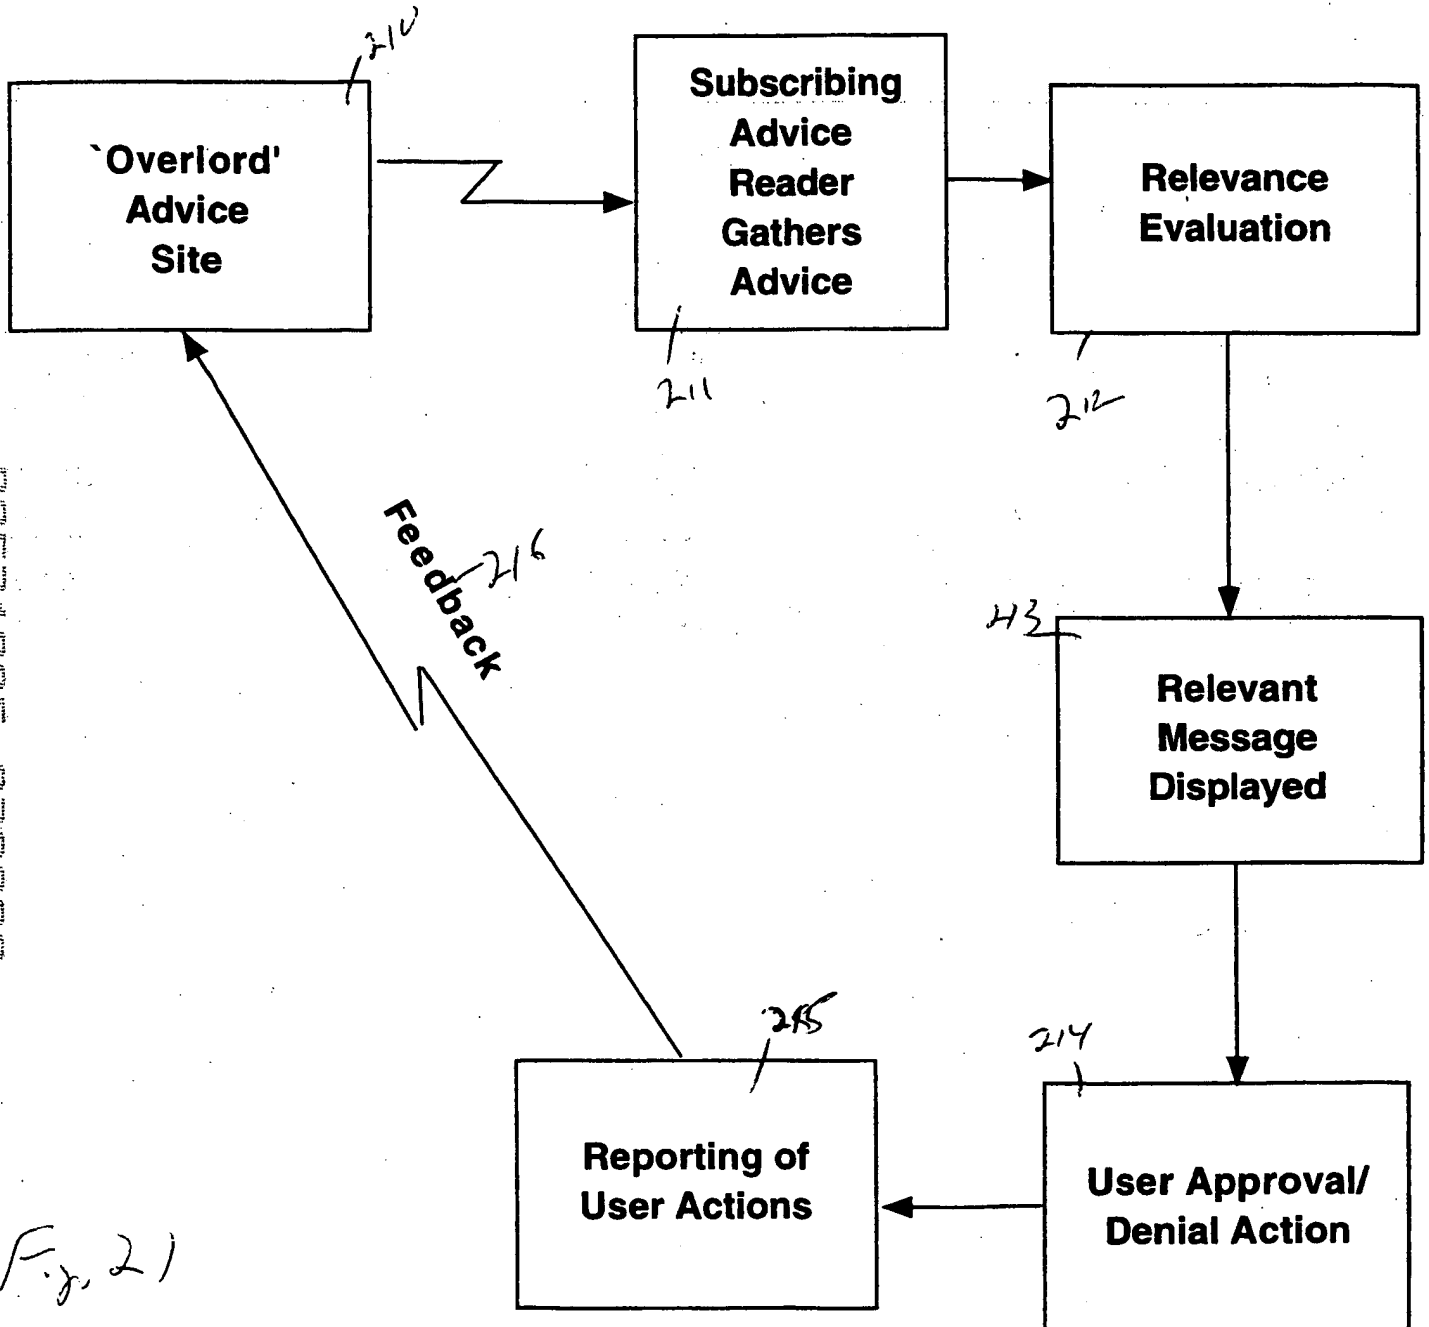 210
`Overlord'
Advice
Site
Subscribing
Advice
Reader
Gathers
Advice
211
Relevance
Evaluation
212
Feedback
216
213
Relevant
Message
Displayed
214
User Approval/
Denial Action
215
Reporting of
User Actions
Fig. 21